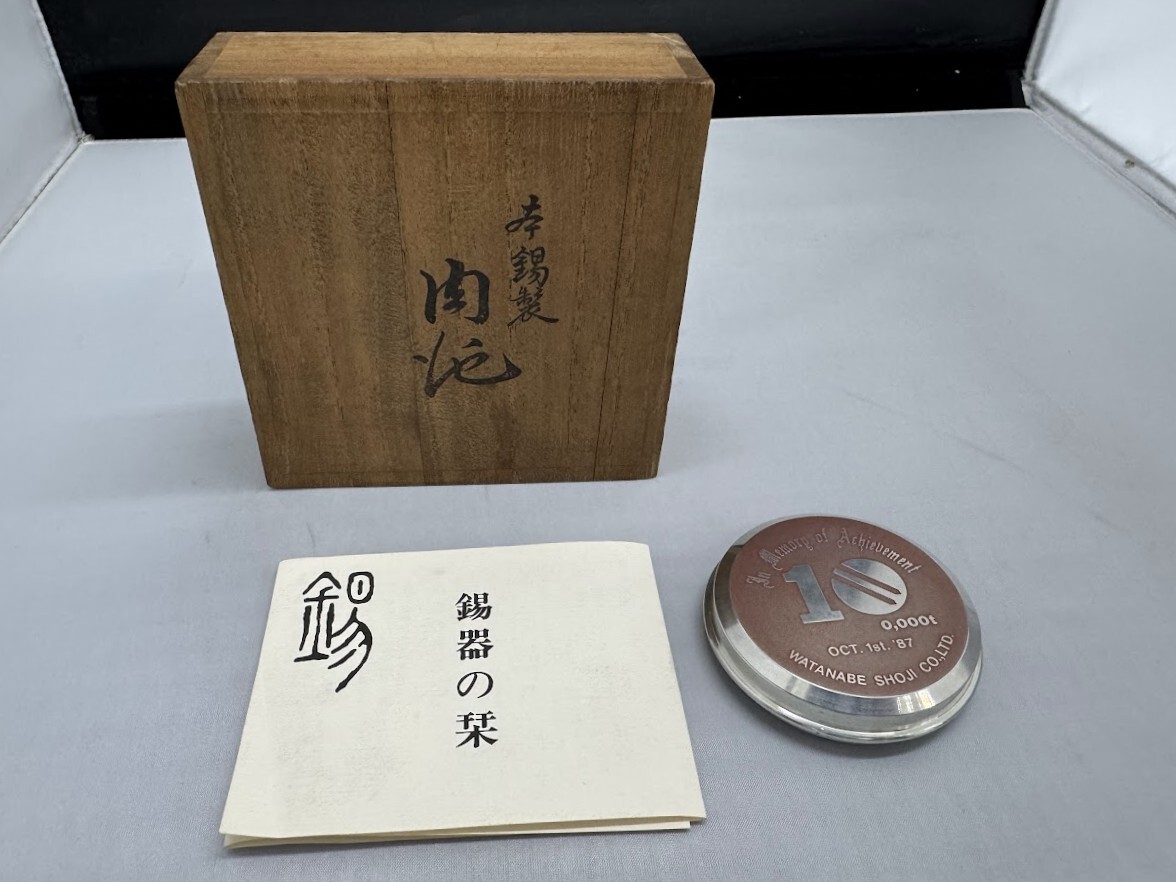 本錫製
肉池
錫
錫器の栞
In Memory of Achievement
10
0,000t
OCT. 1st. '87
WATANABE SHOJI CO.,LTD.